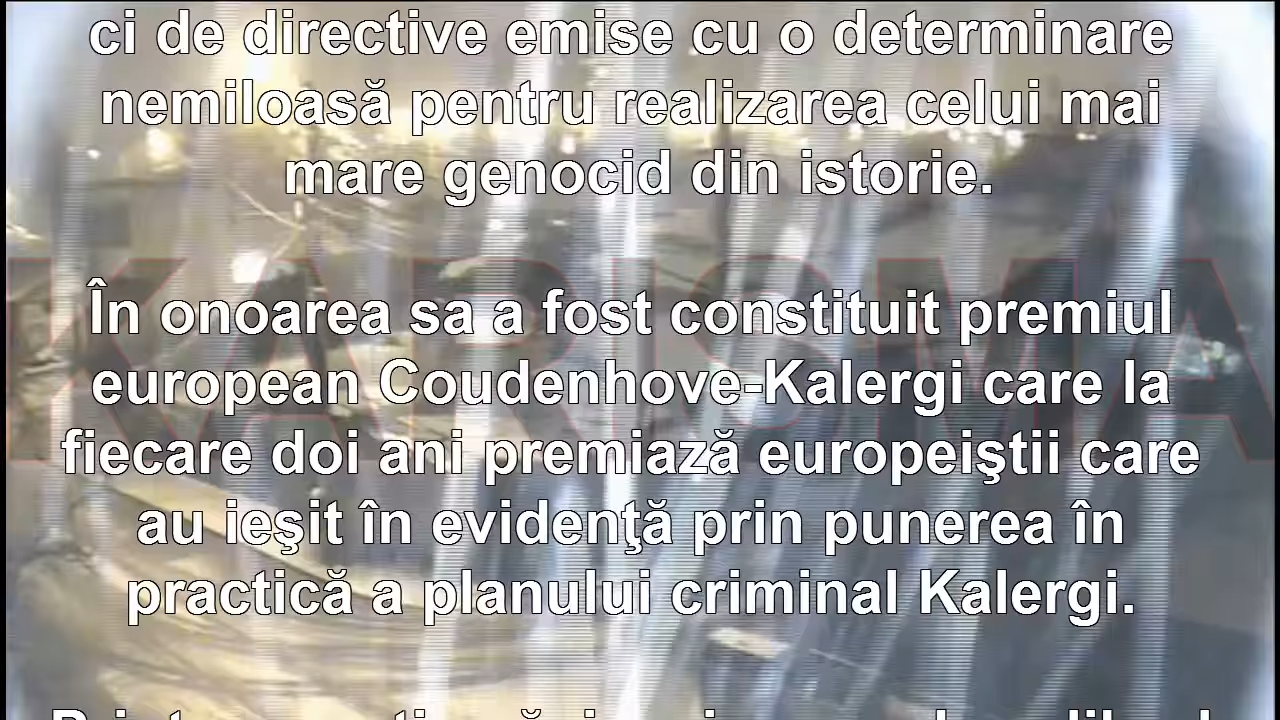 ci de directive emise cu o determinare
nemiloasă pentru realizarea celui mai
mare genocid din istorie.
În onoarea sa a fost constituit premiul
KARISMA
european Coudenhove-Kalergi care la
fiecare doi ani premiază europeiştii care
au ieşit în evidenţă prin punerea în
practică a planului criminal Kalergi.